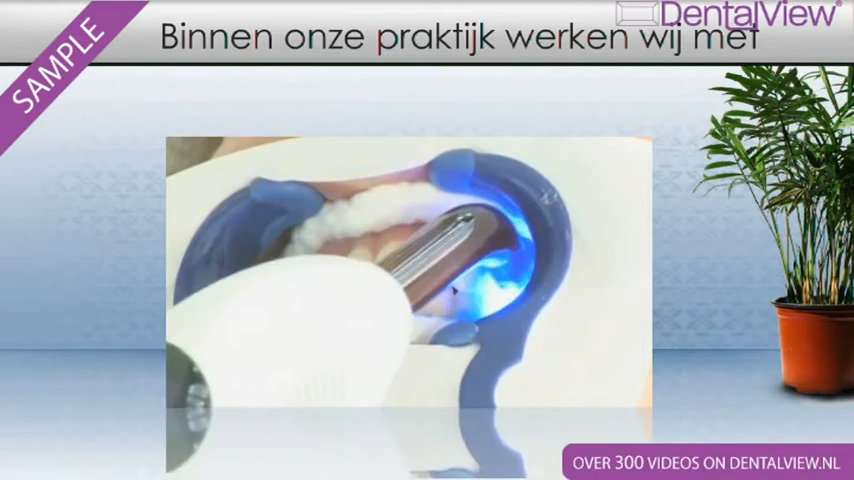 DentalView®
SAMPLE
Binnen onze praktijk werken wij met
OVER 300 VIDEOS ON DENTALVIEW.NL